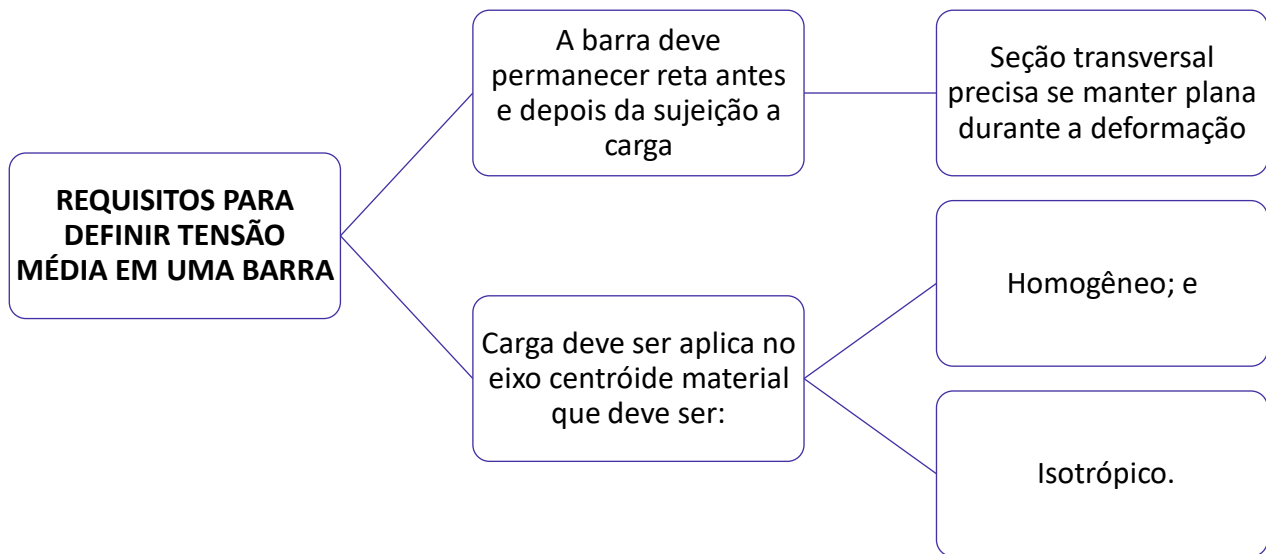 REQUISITOS PARA
DEFINIR TENSÃO
MÉDIA EM UMA BARRA
A barra deve
permanecer reta antes
e depois da sujeição a
carga
Seção transversal
precisa se manter plana
durante a deformação
Carga deve ser aplica no
eixo centróide material
que deve ser:
Homogêneo; e
Isotrópico.